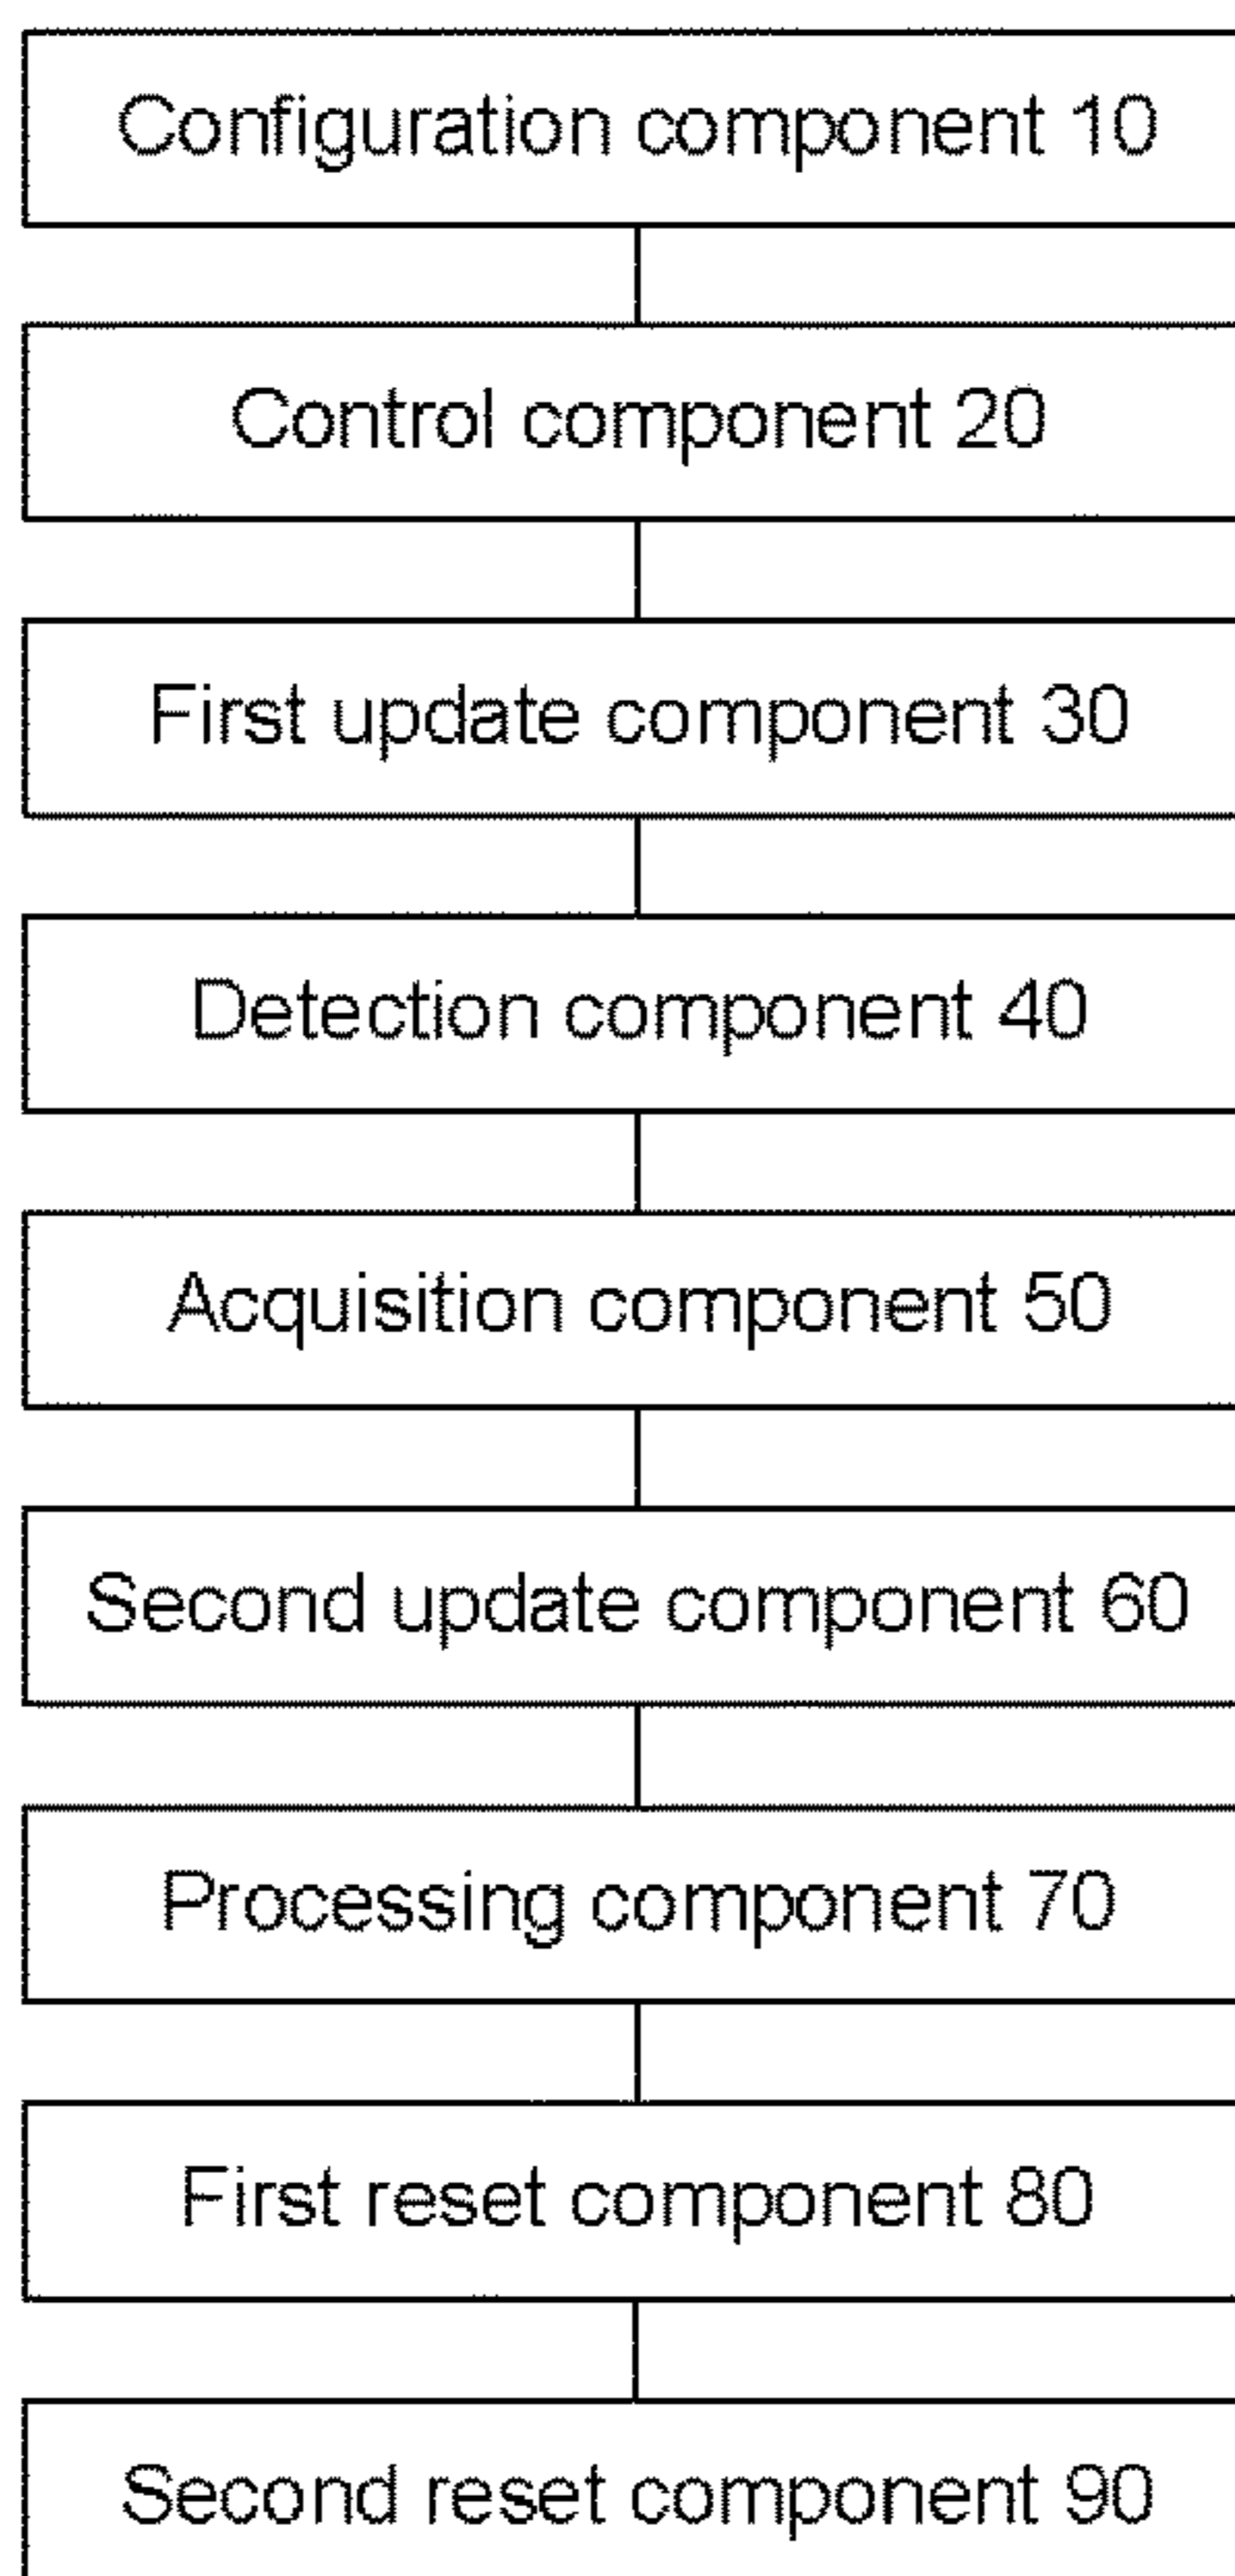 Configuration component 10
Control component 20
First update component 30
Detection component 40
Acquisition component 50
Second update component 60
Processing component 70
First reset component 80
Second reset component 90